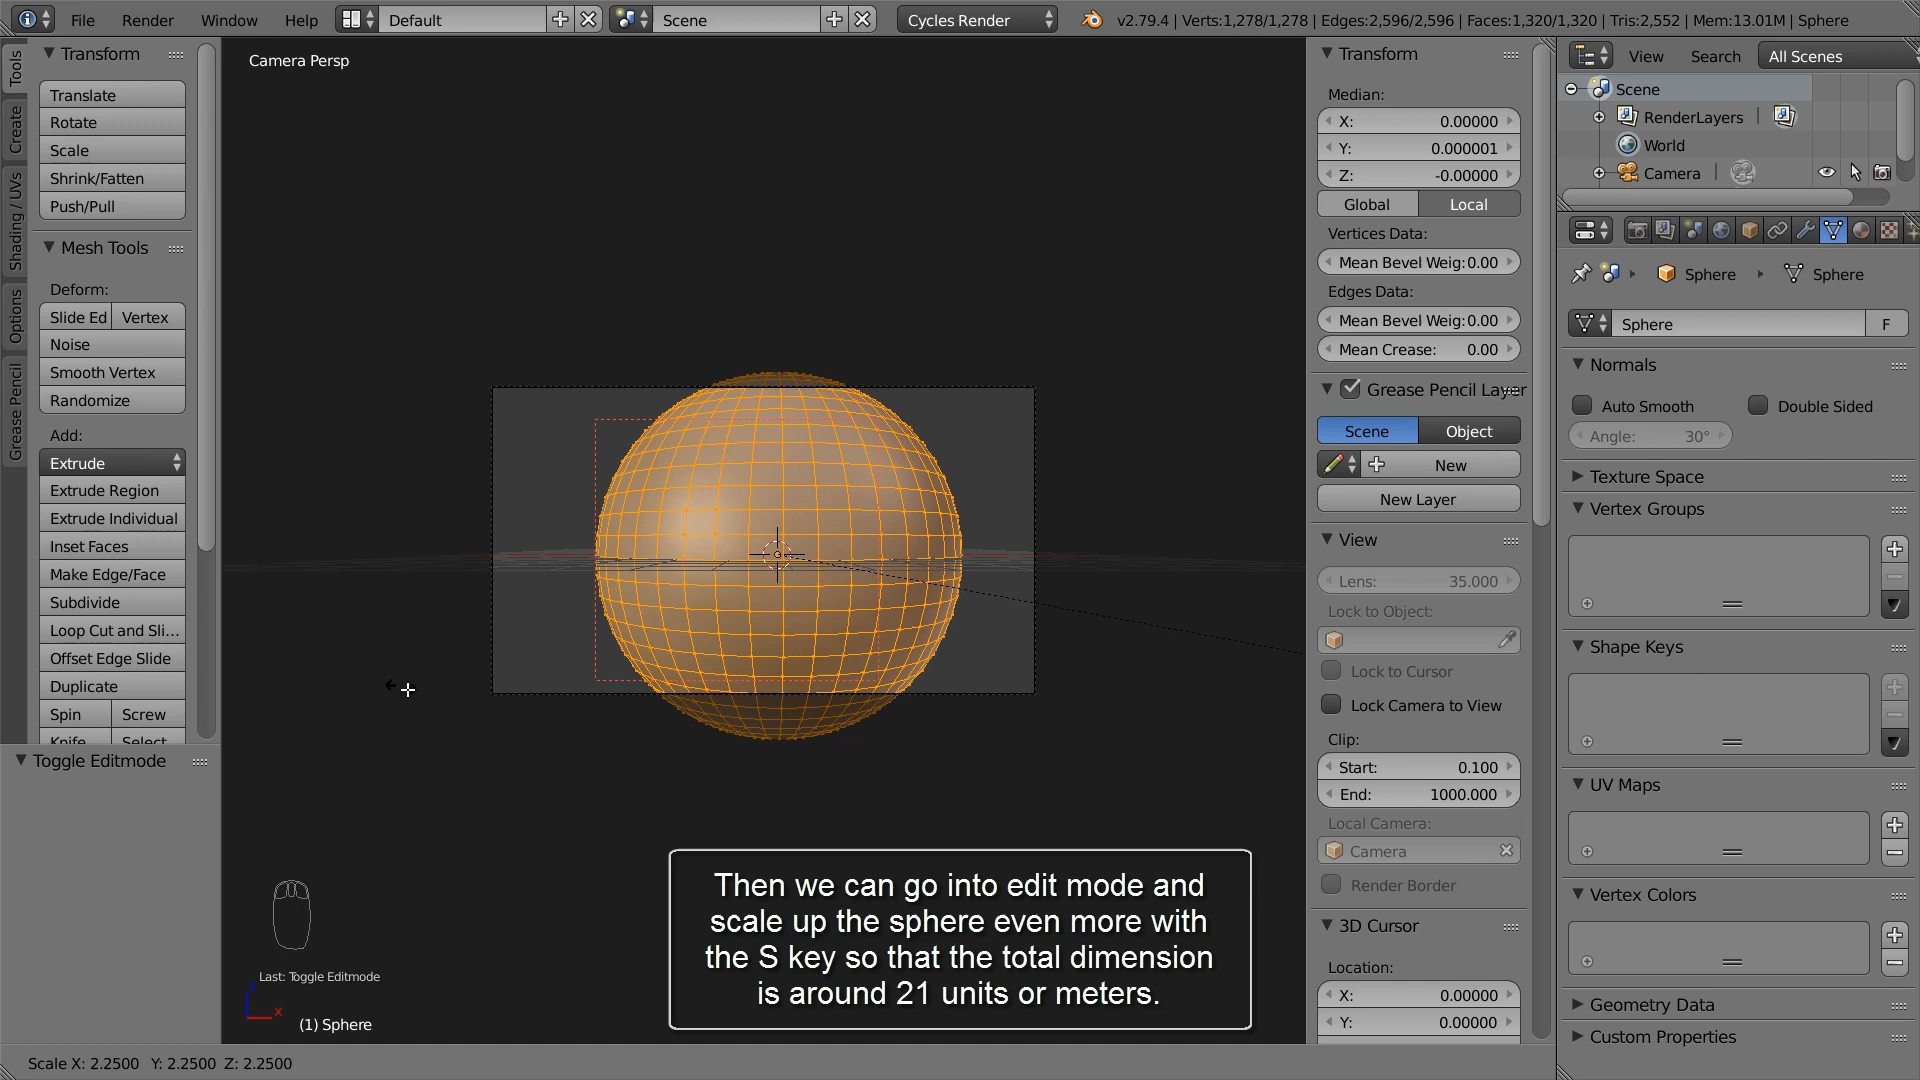 File Render Window Help Default Scene Cycles Render v2.79.4 | Verts:1,278/1,278 | Edges:2,596/2,596 | Faces:1,320/1,320 | Tris:2,552 | Mem:13.01M | Sphere
Tools
Create
Shading / UVs
Options
Grease Pencil
Transform
Translate
Rotate
Scale
Shrink/Fatten
Push/Pull
Mesh Tools
Deform:
Slide Ed Vertex
Noise
Smooth Vertex
Randomize
Add:
Extrude
Extrude Region
Extrude Individual
Inset Faces
Make Edge/Face
Subdivide
Loop Cut and Sli...
Offset Edge Slide
Duplicate
Spin Screw
Knife Select
Toggle Editmode
Camera Persp
Then we can go into edit mode and
scale up the sphere even more with
the S key so that the total dimension
is around 21 units or meters.
Last: Toggle Editmode
x
(1) Sphere
Scale X: 2.2500 Y: 2.2500 Z: 2.2500
Transform
Median:
X: 0.00000
Y: 0.000001
Z: -0.00000
Global Local
Vertices Data:
Mean Bevel Weig: 0.00
Edges Data:
Mean Bevel Weig: 0.00
Mean Crease: 0.00
Grease Pencil Layer
Scene Object
New
New Layer
View
Lens: 35.000
Lock to Object:
Lock to Cursor
Lock Camera to View
Clip:
Start: 0.100
End: 1000.000
Local Camera:
Camera
Render Border
3D Cursor
Location:
X: 0.00000
Y: 0.00000
View Search All Scenes
Scene
RenderLayers
World
Camera
Sphere Sphere
Sphere F
Normals
Auto Smooth Double Sided
Angle: 30°
Texture Space
Vertex Groups
Shape Keys
UV Maps
Vertex Colors
Geometry Data
Custom Properties